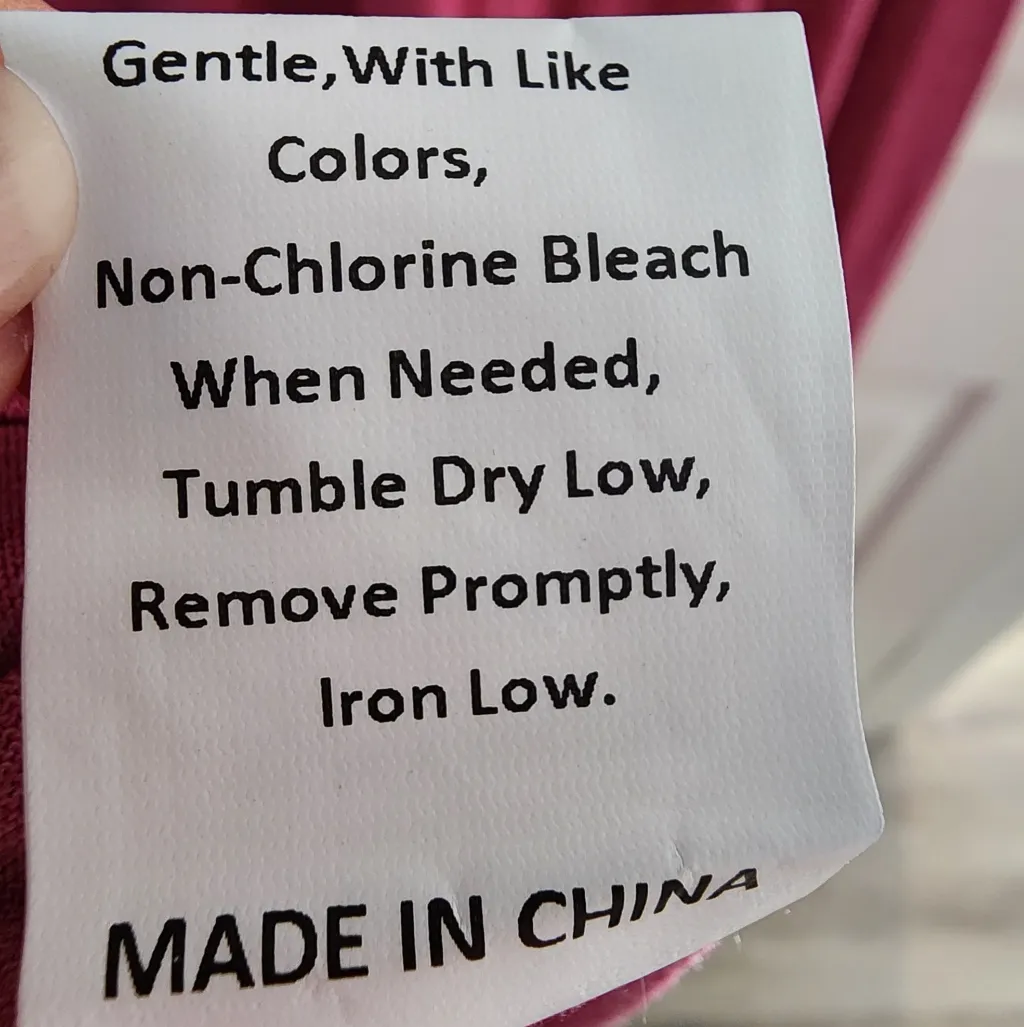 Gentle,With Like
Colors,
Non-Chlorine Bleach
When Needed,
Tumble Dry Low,
Remove Promptly,
Iron Low.
MADE IN CHINA